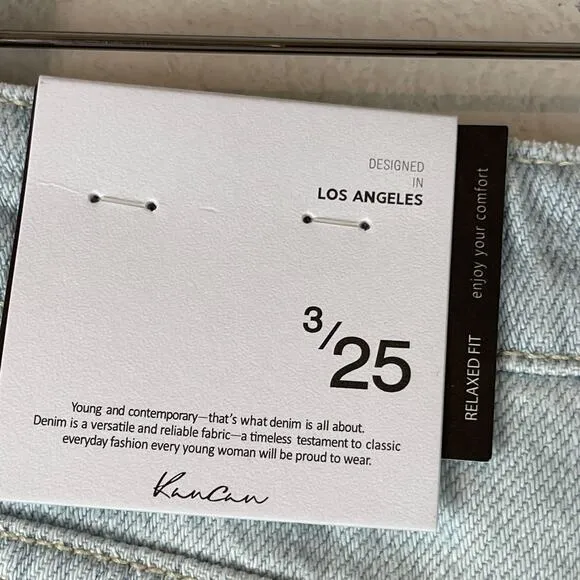 DESIGNED
IN
LOS ANGELES
3/25
Young and contemporary—that's what denim is all about.
Denim is a versatile and reliable fabric—a timeless testament to classic
everyday fashion every young woman will be proud to wear.
KanCan
RELAXED FIT enjoy your comfort